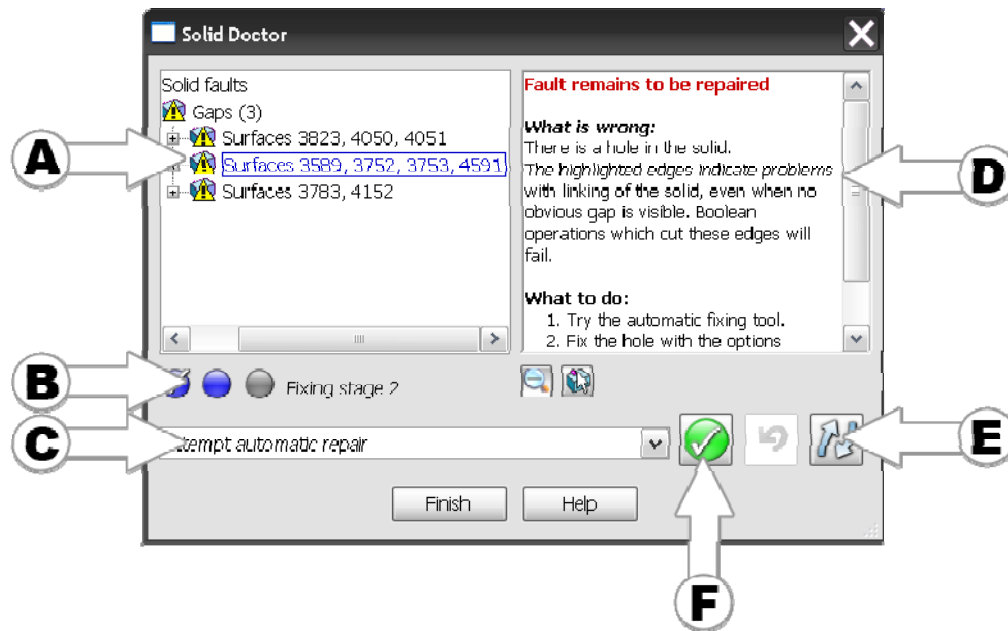 Solid Doctor
Solid faults
Gaps (3)
Surfaces 3823, 4050, 4051
Surfaces 3589, 3752, 3753, 4591
Surfaces 3783, 4152
Fault remains to be repaired
What is wrong:
There is a hole in the solid.
The highlighted edges indicate problems
with linking of the solid, even when no
obvious gap is visible. Boolean
operations which cut these edges will
fail.
What to do:
1. Try the automatic fixing tool.
2. Fix the hole with the options
A
D
B
Fixing stage 2
C
Attempt automatic repair
E
Finish
Help
F